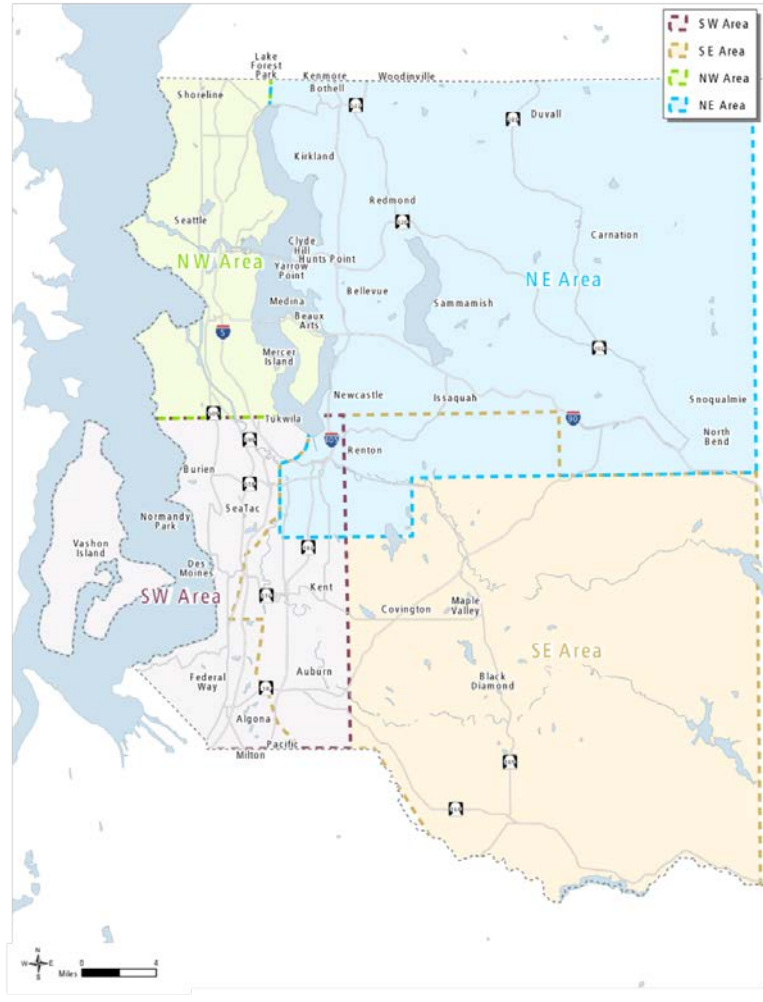 SW Area
SE Area
NW Area
NE Area
Lake
Forest
Park
Kenmore
Bothell
Woodinville
Shoreline
Duvall
Kirkland
Redmond
Seattle
Carnation
Clyde
Hill
Hunts Point
Yarrow
Point
NW Area
NE Area
Bellevue
Sammamish
Medina
Beaux
Arts
5
Mercer
Island
Newcastle
Issaquah
Snoqualmie
90
Tukwila
North
Bend
Renton
Burien
SeaTac
Normandy
Park
Vashon
Island
Des
Moines
SW Area
Kent
Covington
Maple
Valley
SE Area
Federal
Way
Auburn
Black
Diamond
Algona
Pacific
Milton
N
W
E
S
Miles
0
4